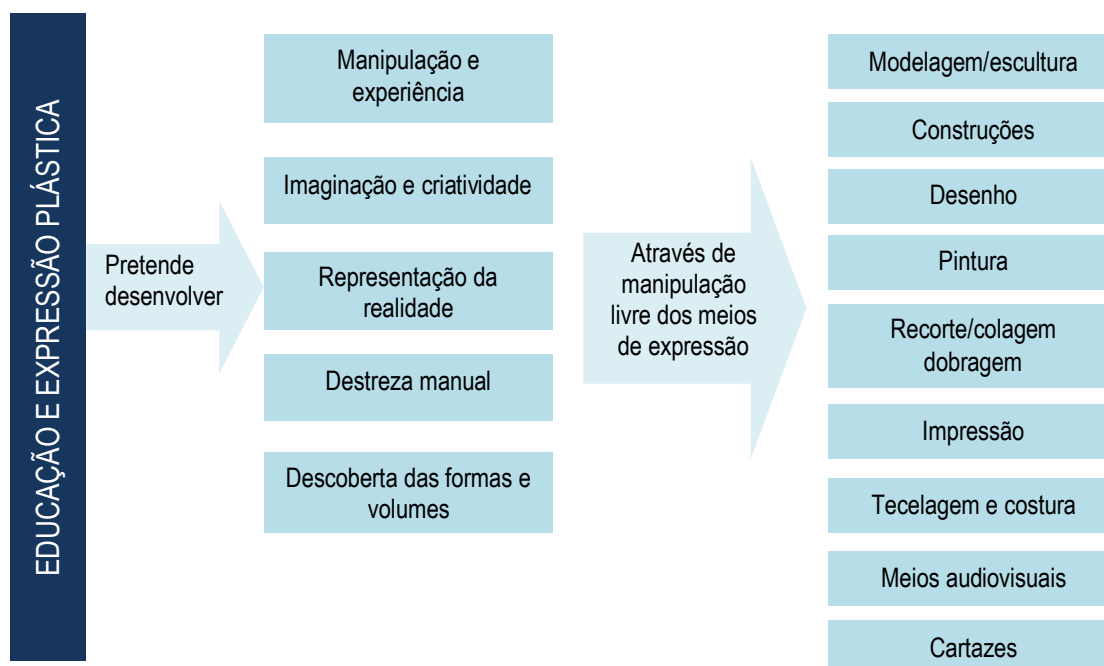 EDUCAÇÃO E EXPRESSÃO PLÁSTICA
Pretende
desenvolver
Manipulação e
experiência
Imaginação e criatividade
Representação da
realidade
Destreza manual
Descoberta das formas e
volumes
Através de
manipulação
livre dos meios
de expressão
Modelagem/escultura
Construções
Desenho
Pintura
Recorte/colagem
dobragem
Impressão
Tecelagem e costura
Meios audiovisuais
Cartazes